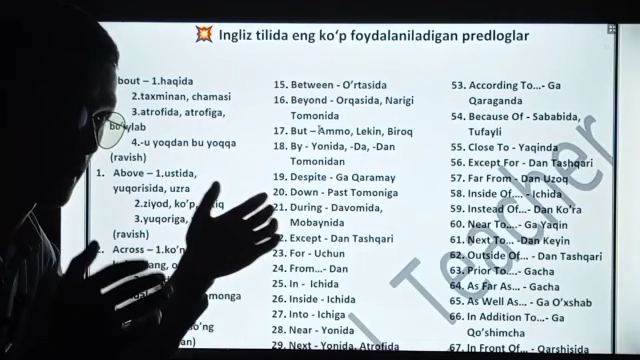 Ingliz tilida eng ko'p foydalaniladigan predloglar
bout – 1.haqida
2.taxminan, chamasi
3.atrofida, atrofiga,
bo'ylab
4.-u yoqdan bu yoqqa
(ravish)
1. Above – 1.ustida,
yuqorisida, uzra
2.ziyod, ko'p,
3.yuqoriga,
(ravish)
2. Across – 1.ko'n
15. Between - O'rtasida
16. Beyond - Orqasida, Narigi
Tomonida
17. But – Ammo, Lekin, Biroq
18. By - Yonida, -Da, -Dan
Tomonidan
19. Despite - Ga Qaramay
20. Down - Past Tomoniga
21. During - Davomida,
Mobaynida
2. Except - Dan Tashqari
23. For - Uchun
24. From...- Dan
25. In - Ichida
26. Inside - Ichida
27. Into - Ichiga
28. Near - Yonida
29. Next - Yonida, Atrofida
53. According To...- Ga
Qaraganda
54. Because Of - Sababida,
Tufayli
55. Close To - Yaqinda
56. Except For - Dan Tashqari
57. Far From - Dan Uzoq
58. Inside Of.... - Ichida
59. Instead Of...- Dan Ko'ra
60. Near To....- Ga Yaqin
61. Next To... -Dan Keyin
62. Outside Of... - Dan Tashqari
63. Prior To....- Gacha
64. As Far As... - Gacha
65. As Well As... - Ga O'xshab
66. In Addition To... - Ga
Qo'shimcha
67. In Front Of... - Qarshisida
Teacher